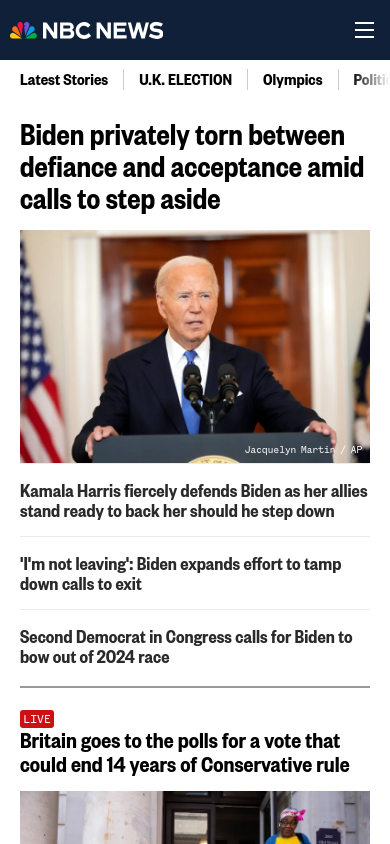 NBC NEWS
Latest Stories
U.K. ELECTION
Olympics
Politi
Biden privately torn between
defiance and acceptance amid
calls to step aside
Jacquelyn Martin / AP
Kamala Harris fiercely defends Biden as her allies
stand ready to back her should he step down
'I'm not leaving': Biden expands effort to tamp
down calls to exit
Second Democrat in Congress calls for Biden to
bow out of 2024 race
LIVE
Britain goes to the polls for a vote that
could end 14 years of Conservative rule